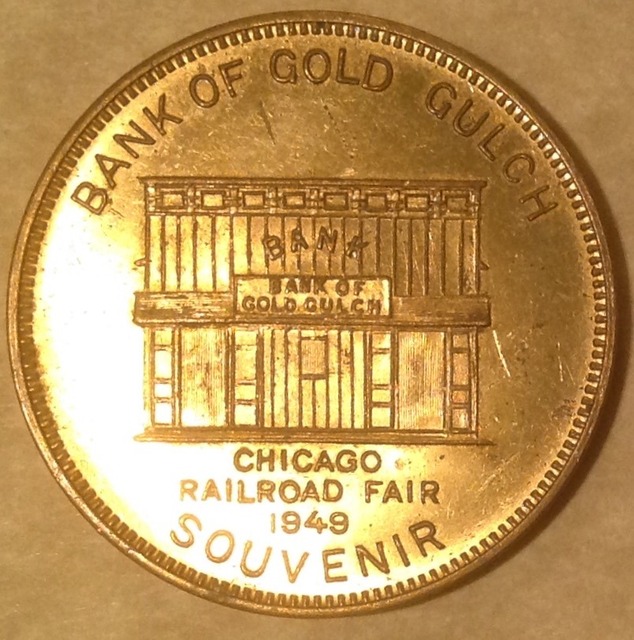 BANK OF GOLD GULCH
BANK
BANK OF
GOLD GULCH
CHICAGO
RAILROAD FAIR
1949
SOUVENIR